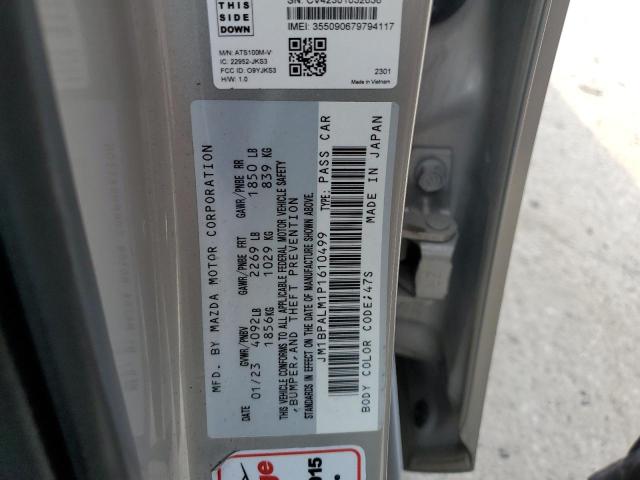 THIS
SIDE
DOWN
IMEI: 355090679794117
M/N: ATS100M-V
IC: 22952-JKS3
FCC ID: O9YJKS3
H/W: 1.0
2301
Made in Vietnam
MFD. BY MAZDA MOTOR CORPORATION
01/23
GVWR/PNBV
4092LB
1856KG
GAWR/PNBE FRT
2269 LB
1029 KG
GAWR/PNBE RR
1850 LB
839 KG
THIS VEHICLE CONFORMS TO ALL APPLICABLE FEDERAL MOTOR VEHICLE SAFETY
,BUMPER,AND THEFT PREVENTION
STANDARDS IN EFFECT ON THE DATE OF MANUFACTURE SHOWN ABOVE.
JM1BPALM1P1610499
TYPE: PASS CAR
BODY COLOR CODE:47S
MADE IN JAPAN